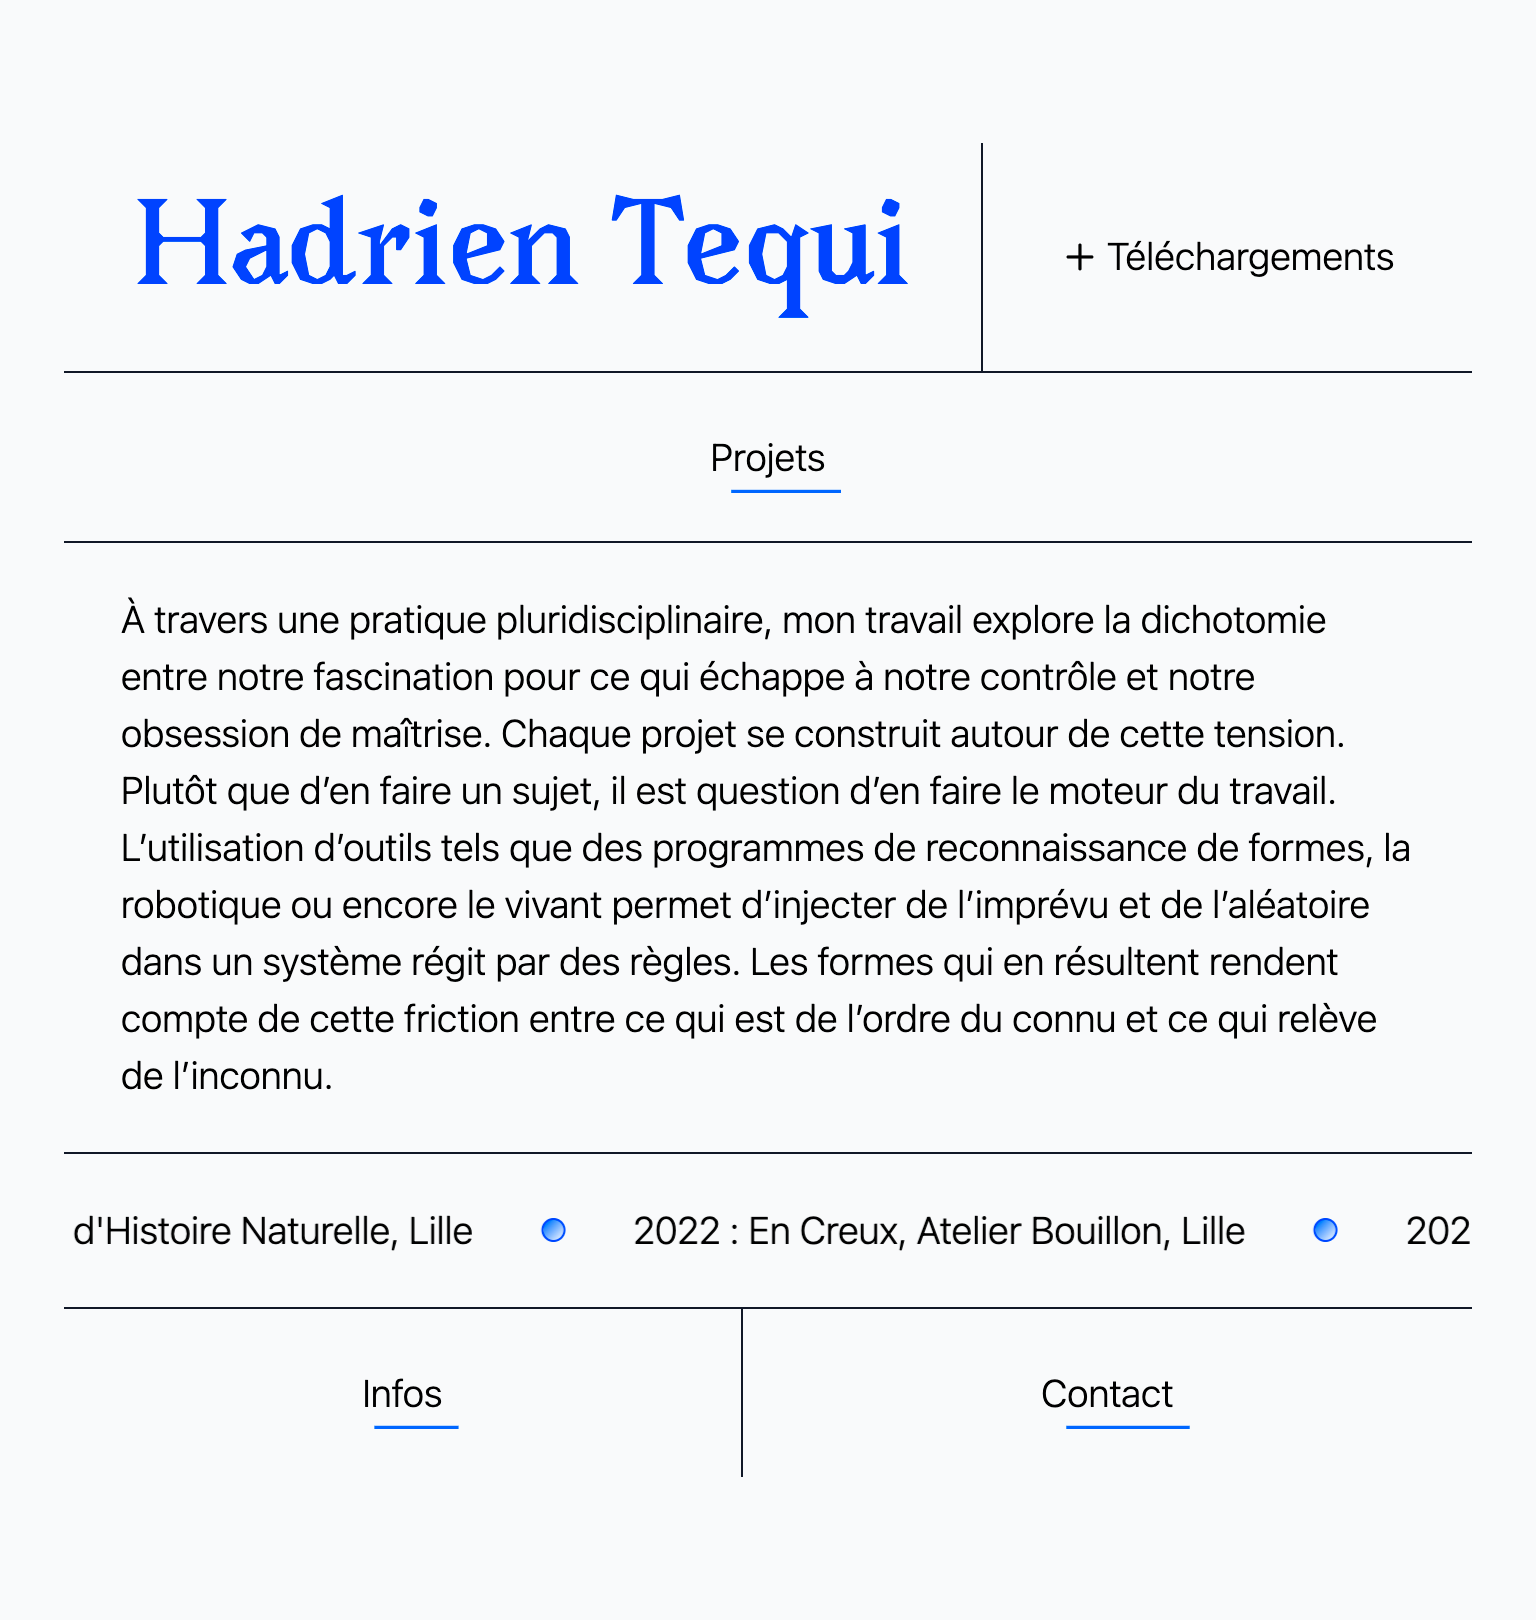 Hadrien Tequi
+ Téléchargements
Projets
À travers une pratique pluridisciplinaire, mon travail explore la dichotomie
entre notre fascination pour ce qui échappe à notre contrôle et notre
obsession de maîtrise. Chaque projet se construit autour de cette tension.
Plutôt que d’en faire un sujet, il est question d’en faire le moteur du travail.
L’utilisation d’outils tels que des programmes de reconnaissance de formes, la
robotique ou encore le vivant permet d’injecter de l’imprévu et de l’aléatoire
dans un système régit par des règles. Les formes qui en résultent rendent
compte de cette friction entre ce qui est de l’ordre du connu et ce qui relève
de l’inconnu.
d'Histoire Naturelle, Lille 2022 : En Creux, Atelier Bouillon, Lille 202
Infos
Contact